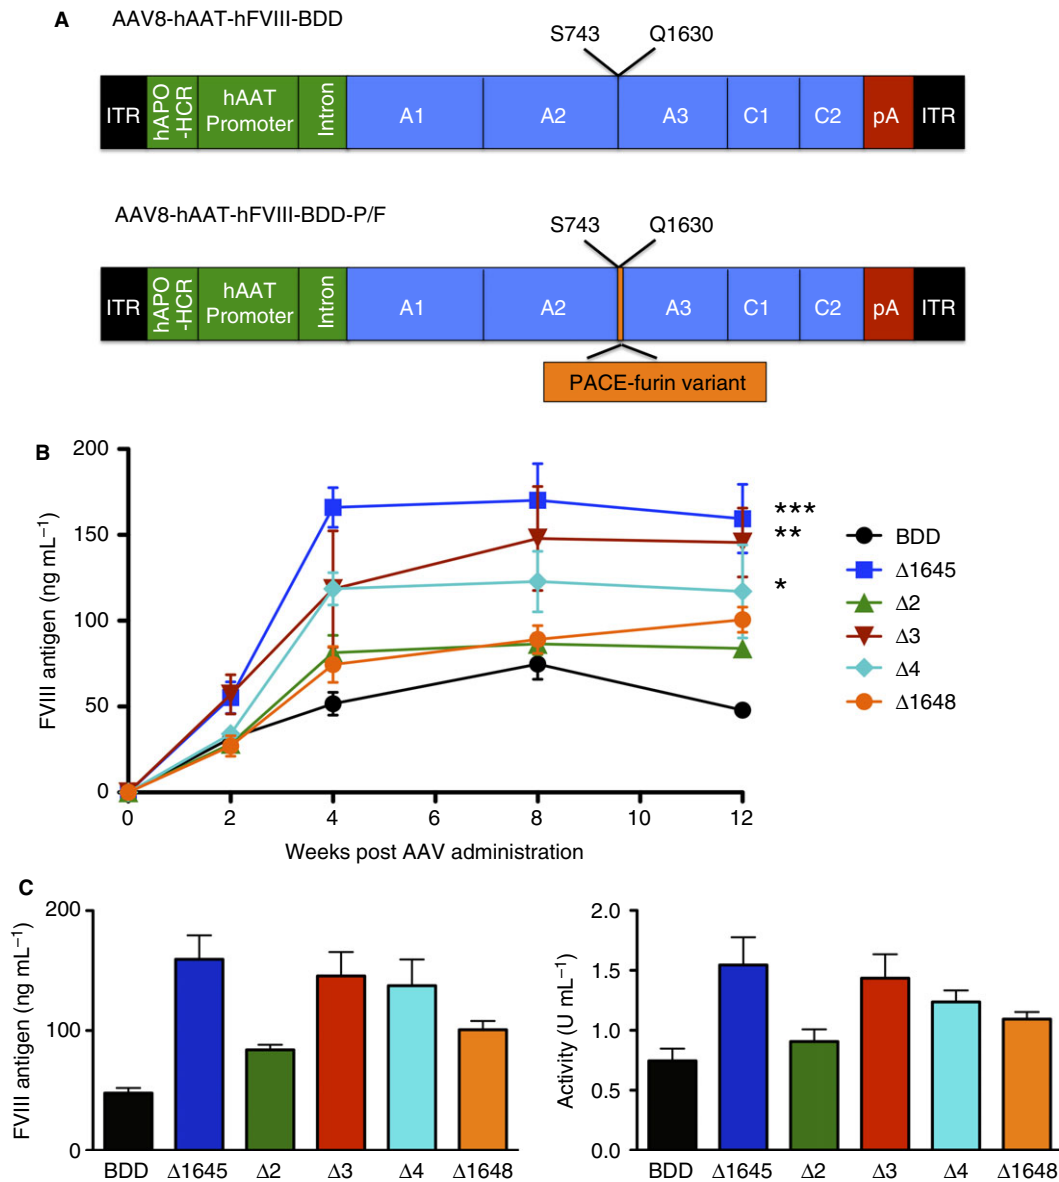 A
AAV8-hAAT-hFVIII-BDD
S743 Q1630
ITR hAPO -HCR hAAT Promoter Intron A1 A2 A3 C1 C2 pA ITR
AAV8-hAAT-hFVIII-BDD-P/F
S743 Q1630
ITR hAPO -HCR hAAT Promoter Intron A1 A2 A3 C1 C2 pA ITR
PACE-furin variant
B
FVIII antigen (ng mL⁻¹)
200
150
100
50
0
0 2 4 6 8 10 12
Weeks post AAV administration
***
**
*
BDD
Δ1645
Δ2
Δ3
Δ4
Δ1648
C
FVIII antigen (ng mL⁻¹)
200
100
0
BDD Δ1645 Δ2 Δ3 Δ4 Δ1648
Activity (U mL⁻¹)
2.0
1.5
1.0
0.5
0.0
BDD Δ1645 Δ2 Δ3 Δ4 Δ1648